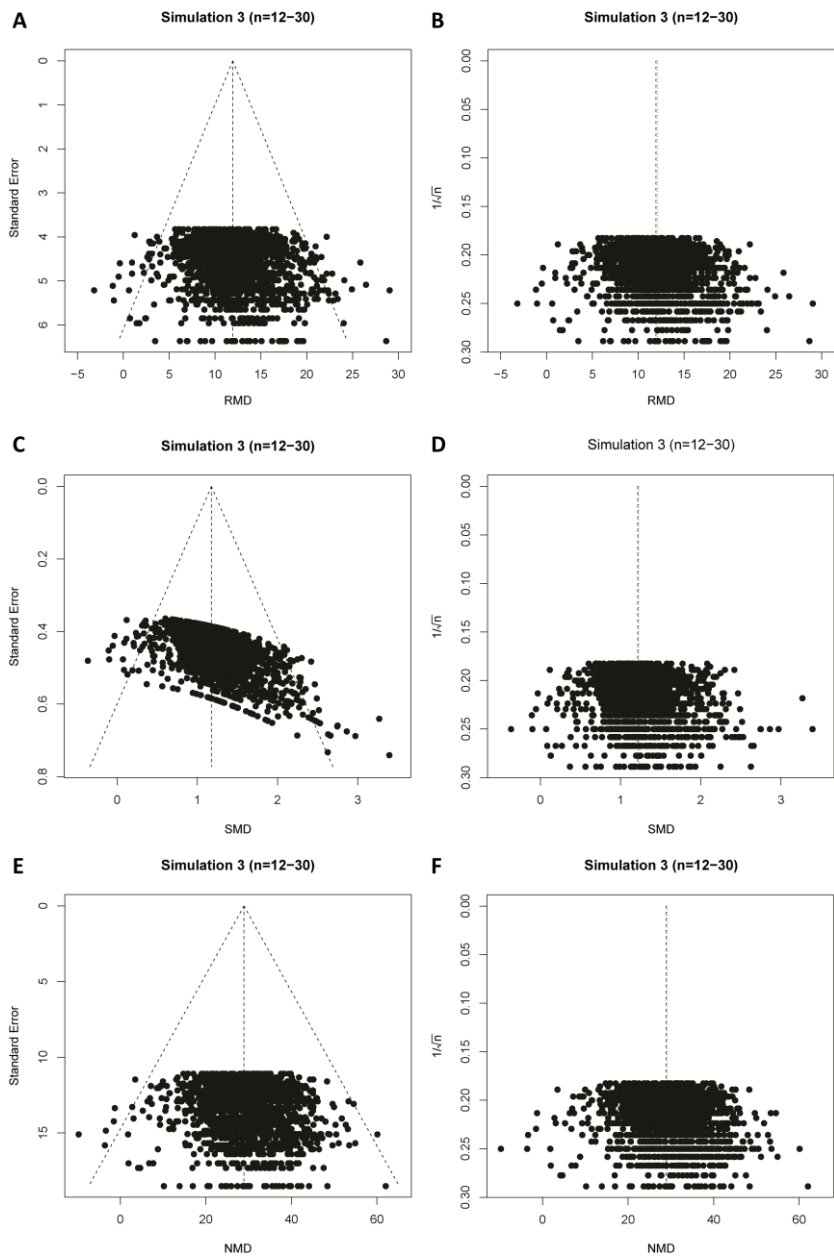 A
Simulation 3 (n=12−30)
Standard Error
0
1
2
3
4
5
6
−5 0 5 10 15 20 25 30
RMD
B
Simulation 3 (n=12−30)
1/√n
0.00
0.05
0.10
0.15
0.20
0.25
0.30
−5 0 5 10 15 20 25 30
RMD
C
Simulation 3 (n=12−30)
Standard Error
0.0
0.2
0.4
0.6
0.8
0 1 2 3
SMD
D
Simulation 3 (n=12−30)
1/√n
0.00
0.05
0.10
0.15
0.20
0.25
0.30
0 1 2 3
SMD
E
Simulation 3 (n=12−30)
Standard Error
0
5
10
15
0 20 40 60
NMD
F
Simulation 3 (n=12−30)
1/√n
0.00
0.05
0.10
0.15
0.20
0.25
0.30
0 20 40 60
NMD